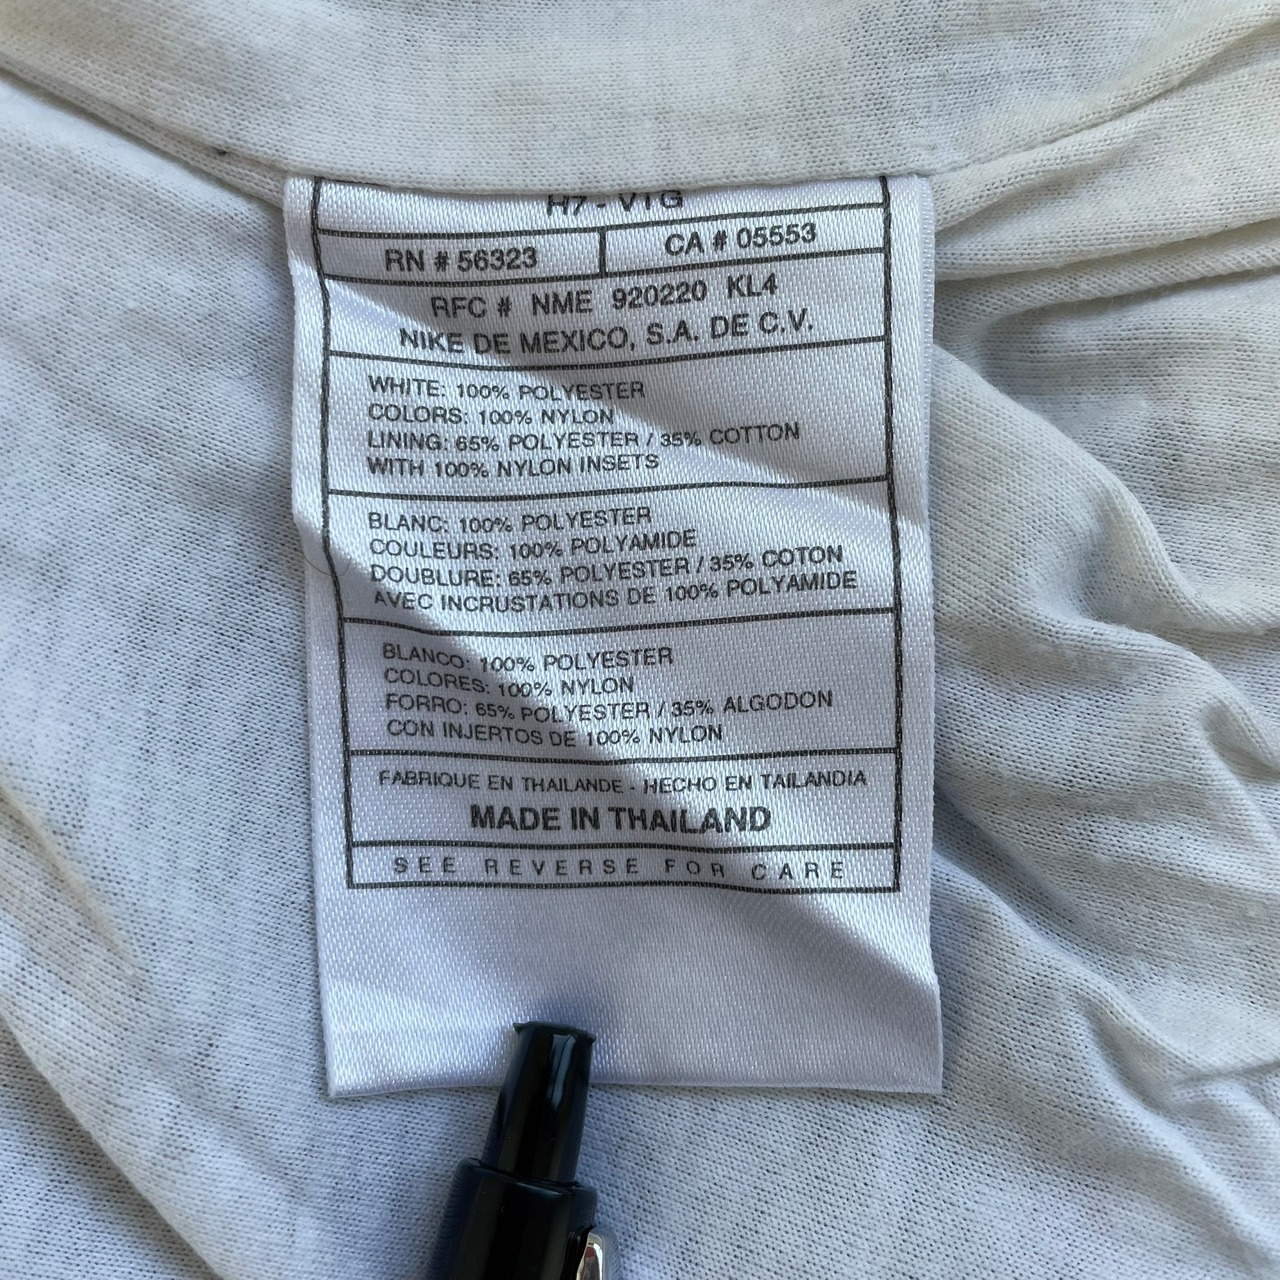 H7 - VTG
RN # 56323
CA # 05553
RFC # NME 920220 KL4
NIKE DE MEXICO, S.A. DE C.V.
WHITE: 100% POLYESTER
COLORS: 100% NYLON
LINING: 65% POLYESTER / 35% COTTON
WITH 100% NYLON INSETS
BLANC: 100% POLYESTER
COULEURS: 100% POLYAMIDE
DOUBLURE: 65% POLYESTER / 35% COTON
AVEC INCRUSTATIONS DE 100% POLYAMIDE
BLANCO: 100% POLYESTER
COLORES: 100% NYLON
FORRO: 65% POLYESTER / 35% ALGODON
CON INJERTOS DE 100% NYLON
FABRIQUE EN THAILANDE - HECHO EN TAILANDIA
MADE IN THAILAND
SEE REVERSE FOR CARE